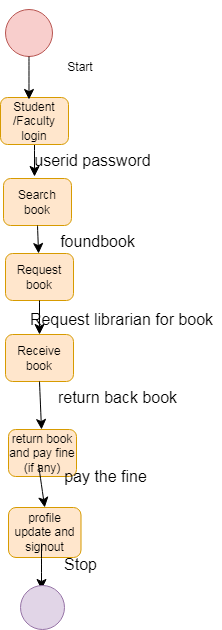 Start
Student
/Faculty
login
userid password
Search
book
foundbook
Request
book
Request librarian for book
Receive
book
return back book
return book
and pay fine
(if any)
pay the fine
profile
update and
signout
Stop